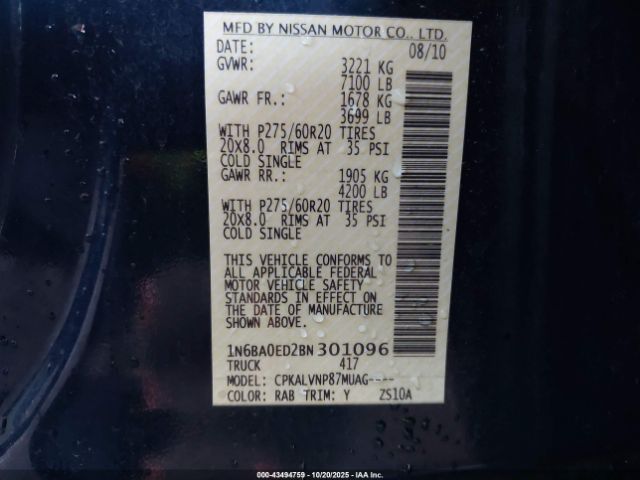 MFD BY NISSAN MOTOR CO., LTD.
DATE: 08/10
GVWR: 3221 KG
7100 LB
GAWR FR.: 1678 KG
3699 LB
WITH P275/60R20 TIRES
20X8.0 RIMS AT 35 PSI
COLD SINGLE
GAWR RR.: 1905 KG
4200 LB
WITH P275/60R20 TIRES
20X8.0 RIMS AT 35 PSI
COLD SINGLE
THIS VEHICLE CONFORMS TO
ALL APPLICABLE FEDERAL
MOTOR VEHICLE SAFETY
STANDARDS IN EFFECT ON
THE DATE OF MANUFACTURE
SHOWN ABOVE.
1N6BA0ED2BN301096
TRUCK 417
MODEL: CPKALVNP87MUAG----
COLOR: RAB TRIM: Y ZS10A
000-43494759 | 10/20/2025 | IAA Inc.